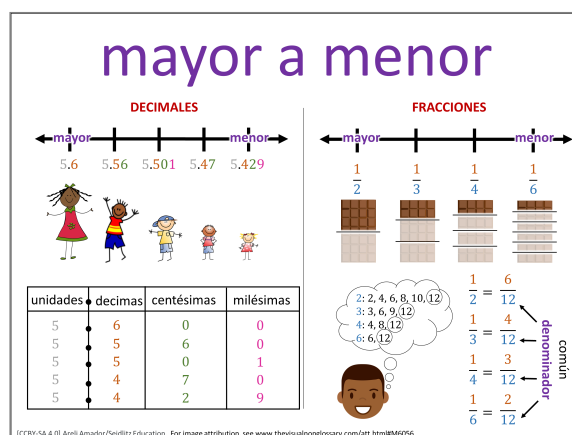 mayor a menor
DECIMALES
mayor menor
5.6 5.56 5.501 5.47 5.429
unidades decimas centésimas milésimas
5 6 0 0
5 5 6 0
5 5 0 1
5 4 7 0
5 4 2 9
FRACCIONES
mayor menor
1/2 1/3 1/4 1/6
2: 2, 4, 6, 8, 10, 12
3: 3, 6, 9, 12
4: 4, 8, 12
6: 6, 12
1/2 = 6/12
1/3 = 4/12
1/4 = 3/12
1/6 = 2/12
común
denominador
[CCBY-SA 4.0] Areli Amador/Seidlitz Education. For image attribution, see www.thevisualnonglossary.com/att.html#M6056